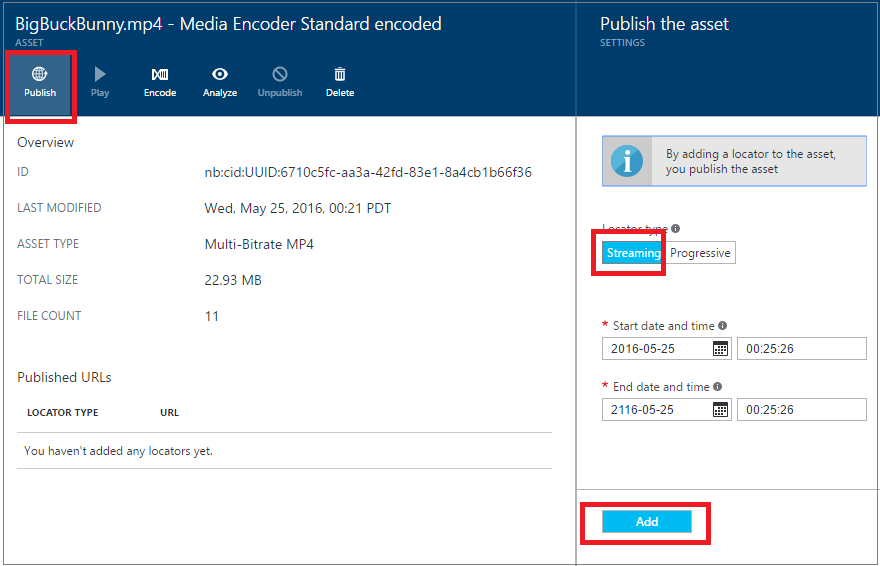 BigBuckBunny.mp4 - Media Encoder Standard encoded
ASSET
Publish
Play
Encode
Analyze
Unpublish
Delete
Overview
ID nb:cid:UUID:6710c5fc-aa3a-42fd-83e1-8a4cb1b66f36
LAST MODIFIED Wed, May 25, 2016, 00:21 PDT
ASSET TYPE Multi-Bitrate MP4
TOTAL SIZE 22.93 MB
FILE COUNT 11
Published URLs
LOCATOR TYPE URL
You haven't added any locators yet.
Publish the asset
SETTINGS
By adding a locator to the asset,
you publish the asset
Locator type
Streaming Progressive
* Start date and time
2016-05-25 00:25:26
* End date and time
2116-05-25 00:25:26
Add